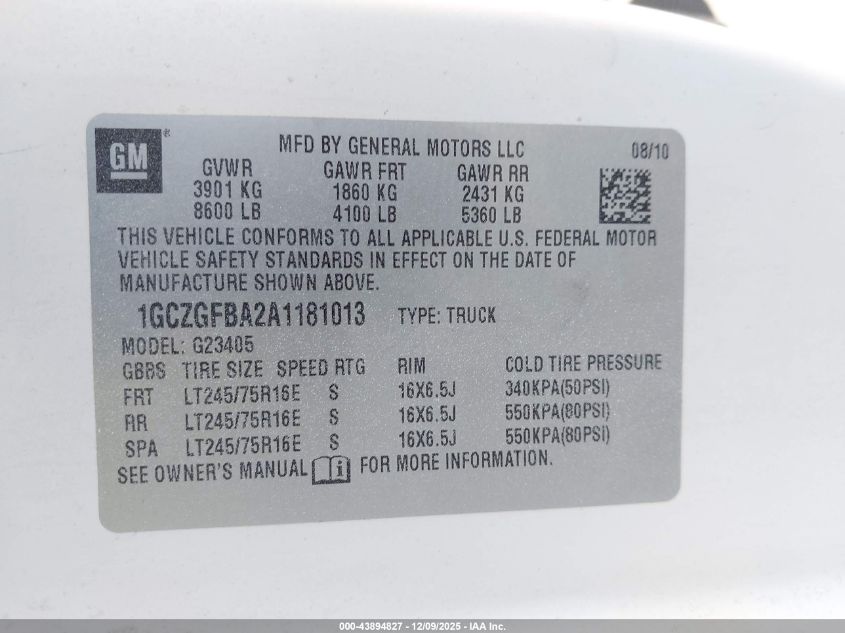 GM®
MFD BY GENERAL MOTORS LLC 08/10
GVWR GAWR FRT GAWR RR
3901 KG 1860 KG 2431 KG
8600 LB 4100 LB 5360 LB
THIS VEHICLE CONFORMS TO ALL APPLICABLE U.S. FEDERAL MOTOR
VEHICLE SAFETY STANDARDS IN EFFECT ON THE DATE OF
MANUFACTURE SHOWN ABOVE.
1GCZGFBA2A1181013 TYPE: TRUCK
MODEL: G23405
GBBS TIRE SIZE SPEED RTG RIM COLD TIRE PRESSURE
FRT LT245/75R16E S 16X6.5J 340KPA(50PSI)
RR LT245/75R16E S 16X6.5J 550KPA(80PSI)
SPA LT245/75R16E S 16X6.5J 550KPA(80PSI)
SEE OWNER'S MANUAL i FOR MORE INFORMATION.
000-43894827 - 12/09/2025 - IAA Inc.